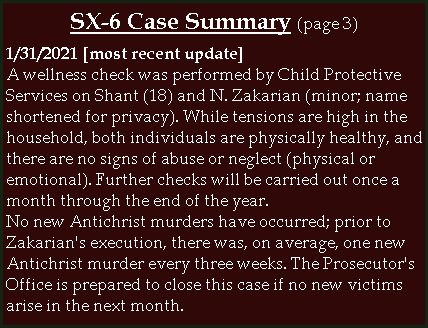 SX-6 Case Summary (page 3)
1/31/2021 [most recent update]
A wellness check was performed by Child Protective
Services on Shant (18) and N. Zakarian (minor; name
shortened for privacy). While tensions are high in the
household, both individuals are physically healthy, and
there are no signs of abuse or neglect (physical or
emotional). Further checks will be carried out once a
month through the end of the year.
No new Antichrist murders have occurred; prior to
Zakarian's execution, there was, on average, one new
Antichrist murder every three weeks. The Prosecutor's
Office is prepared to close this case if no new victims
arise in the next month.